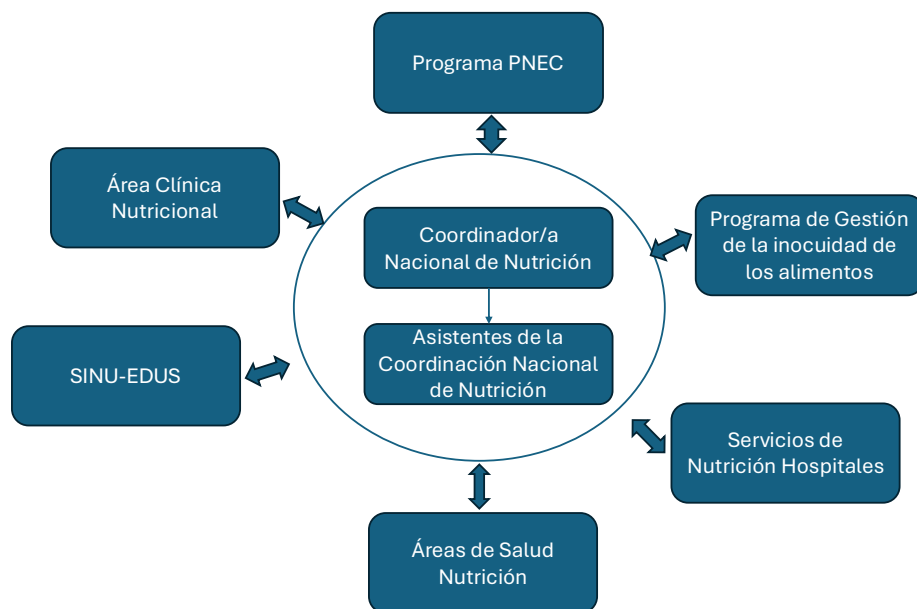 Programa PNEC
Área Clínica
Nutricional
Coordinador/a
Nacional de Nutrición
Programa de Gestión
de la inocuidad de
los alimentos
Asistentes de la
Coordinación Nacional
de Nutrición
SINU-EDUS
Servicios de
Nutrición Hospitales
Áreas de Salud
Nutrición